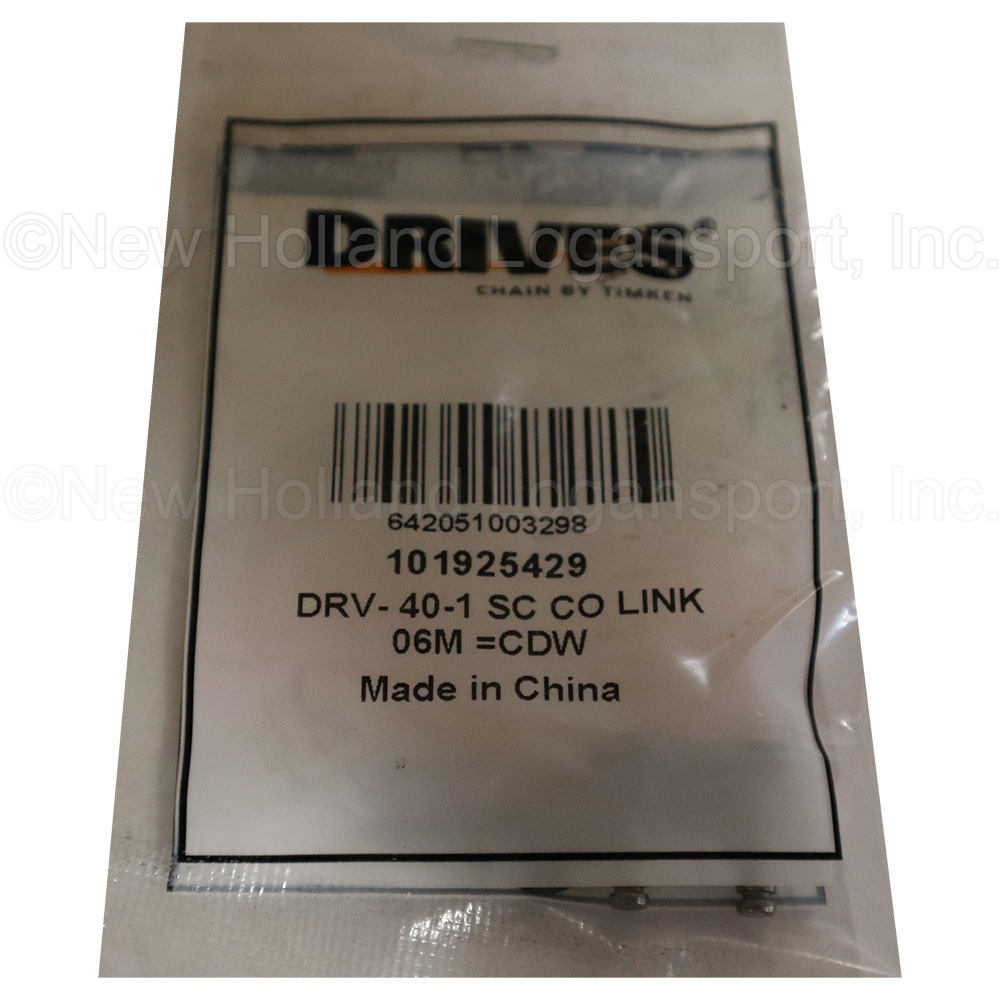 DRIVES®
©New Holland Logansport, Inc.
CHAIN BY TIMKEN
©New Holland Logansport, Inc.
642051003298
101925429
DRV- 40-1 SC CO LINK
06M =CDW
Made in China